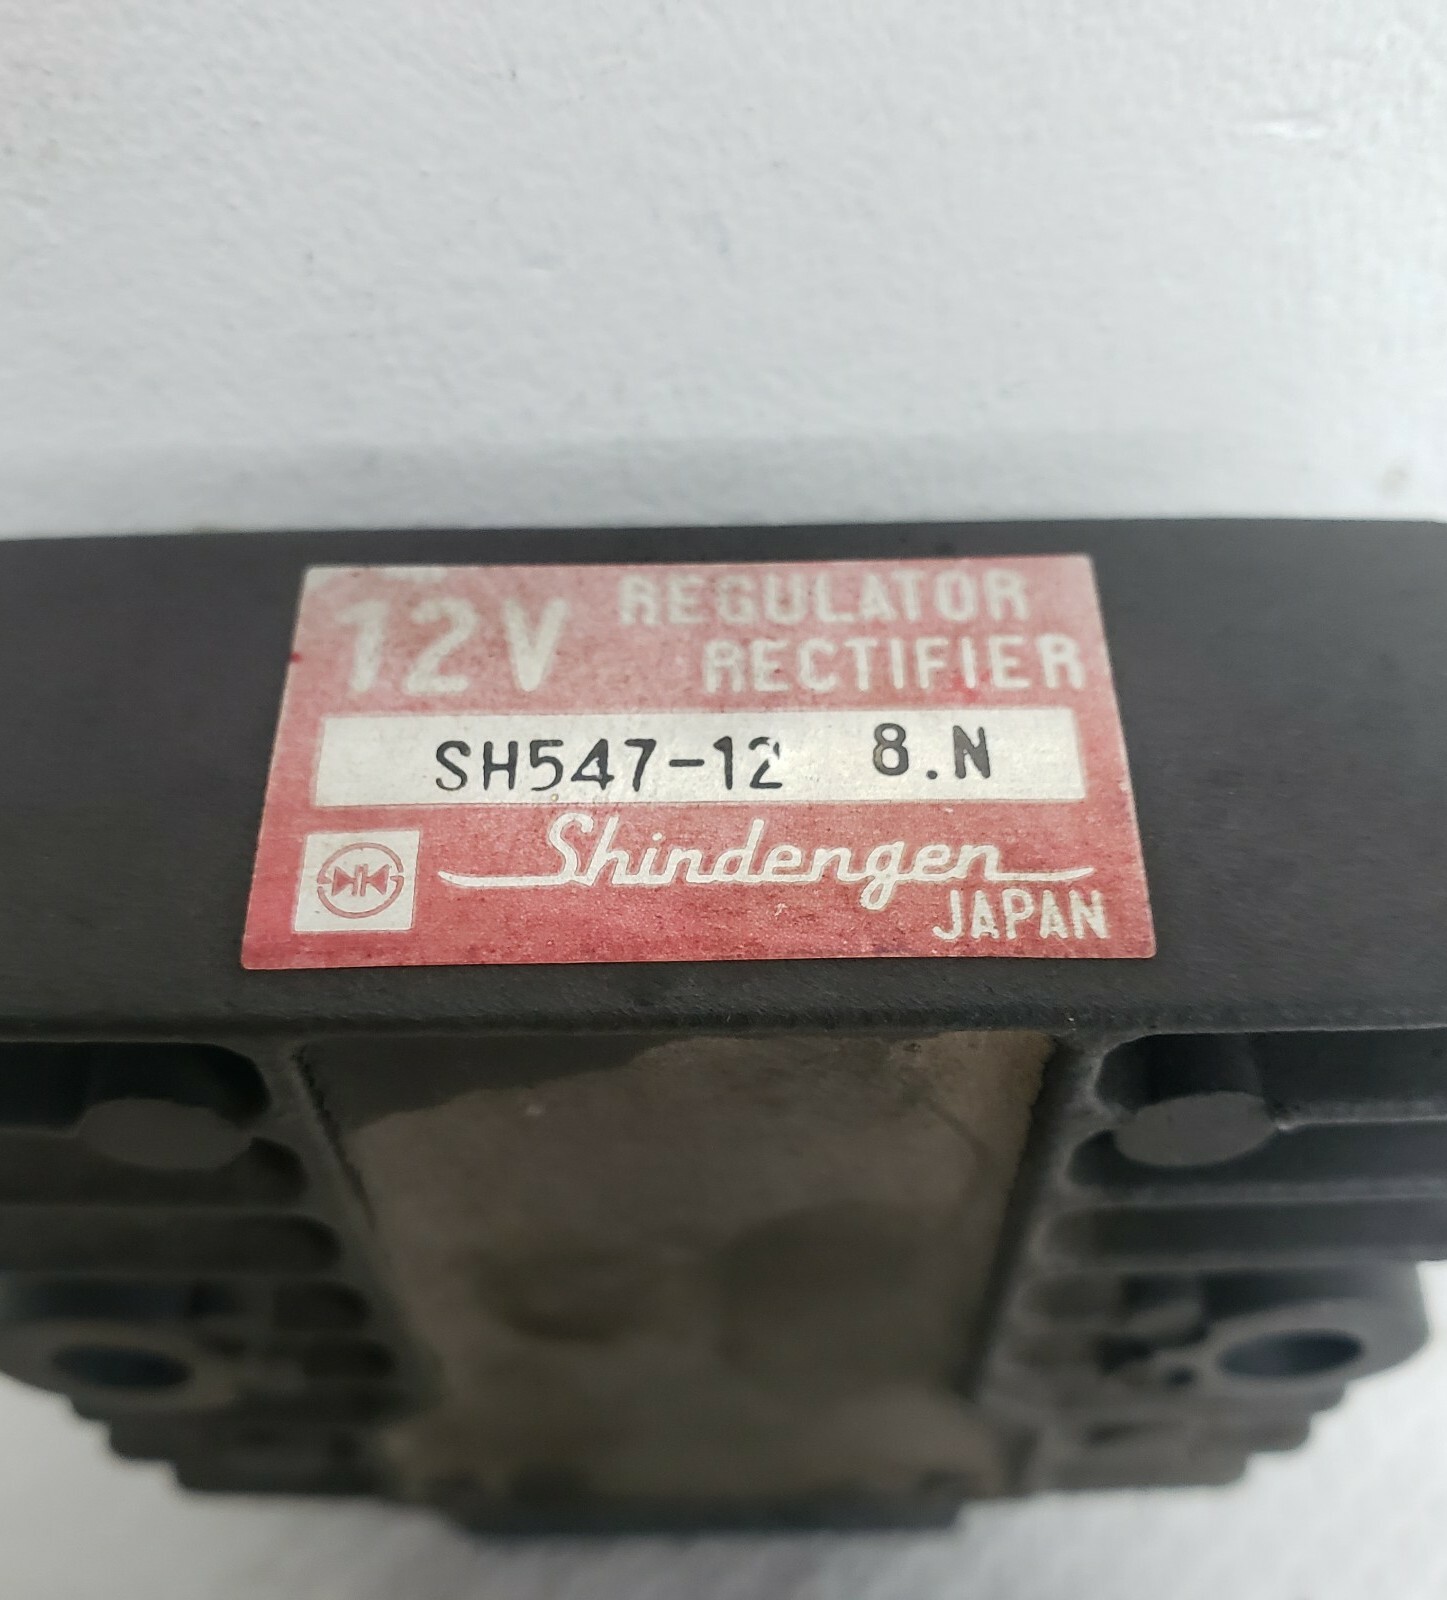 12V REGULATOR
RECTIFIER
SH547-12 8.N
Shindengen
JAPAN